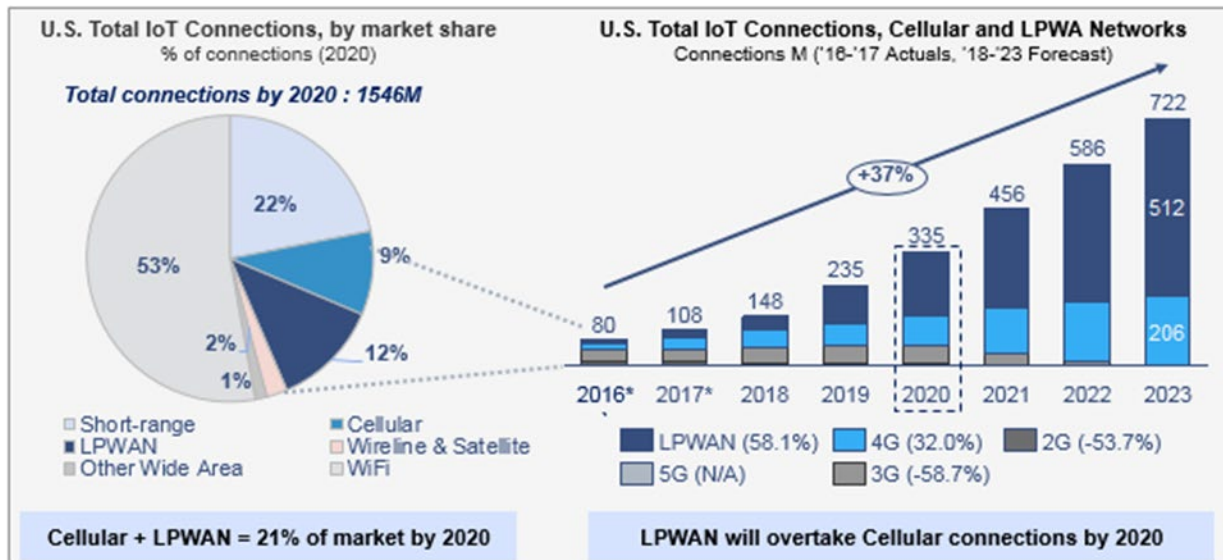 U.S. Total IoT Connections, by market share
% of connections (2020)
Total connections by 2020 : 1546M
22%
9%
53%
2%
12%
1%
Short-range
Cellular
LPWAN
Wireline & Satellite
Other Wide Area
WiFi
Cellular + LPWAN = 21% of market by 2020
U.S. Total IoT Connections, Cellular and LPWA Networks
Connections M ('16-'17 Actuals, '18-'23 Forecast)
+37%
80
108
148
235
335
456
586
722
512
206
2016*
2017*
2018
2019
2020
2021
2022
2023
LPWAN (58.1%)
4G (32.0%)
2G (-53.7%)
5G (N/A)
3G (-58.7%)
LPWAN will overtake Cellular connections by 2020